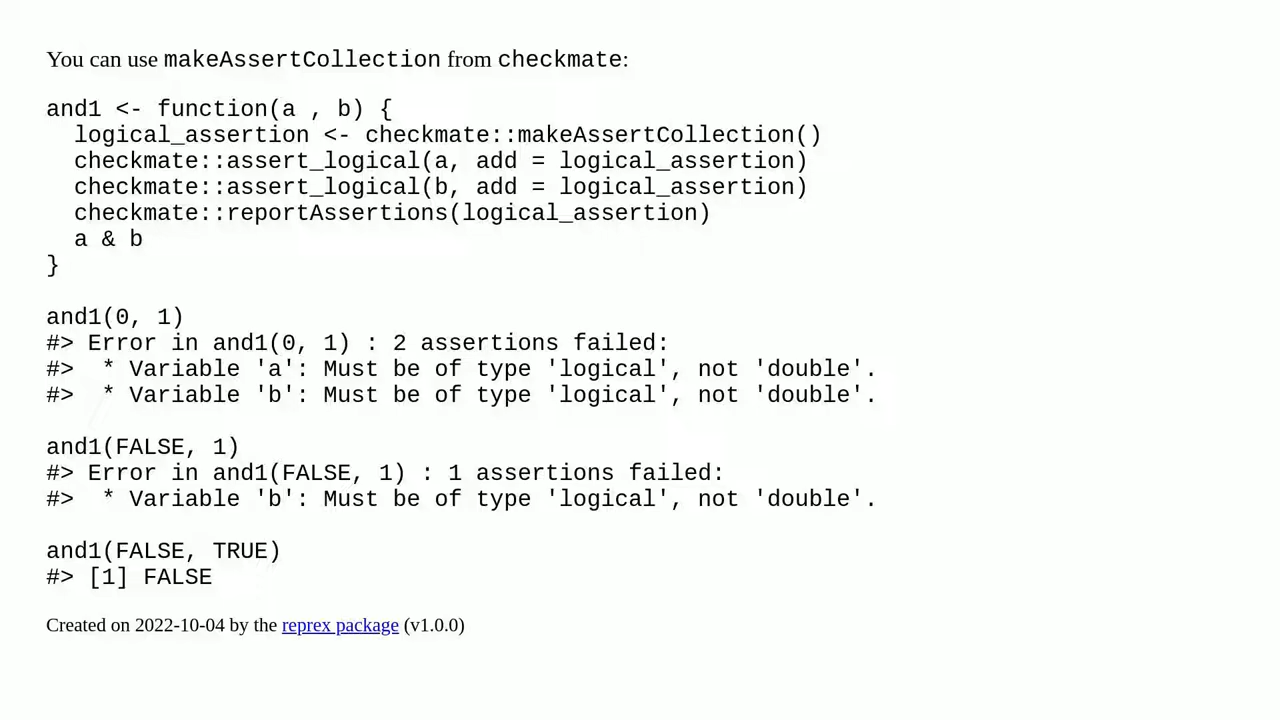 You can use makeAssertCollection from checkmate:
and1 <- function(a , b) {
  logical_assertion <- checkmate::makeAssertCollection()
  checkmate::assert_logical(a, add = logical_assertion)
  checkmate::assert_logical(b, add = logical_assertion)
  checkmate::reportAssertions(logical_assertion)
  a & b
}
and1(0, 1)
#> Error in and1(0, 1) : 2 assertions failed:
#>  * Variable 'a': Must be of type 'logical', not 'double'.
#>  * Variable 'b': Must be of type 'logical', not 'double'.
and1(FALSE, 1)
#> Error in and1(FALSE, 1) : 1 assertions failed:
#>  * Variable 'b': Must be of type 'logical', not 'double'.
and1(FALSE, TRUE)
#> [1] FALSE
Created on 2022-10-04 by the reprex package (v1.0.0)